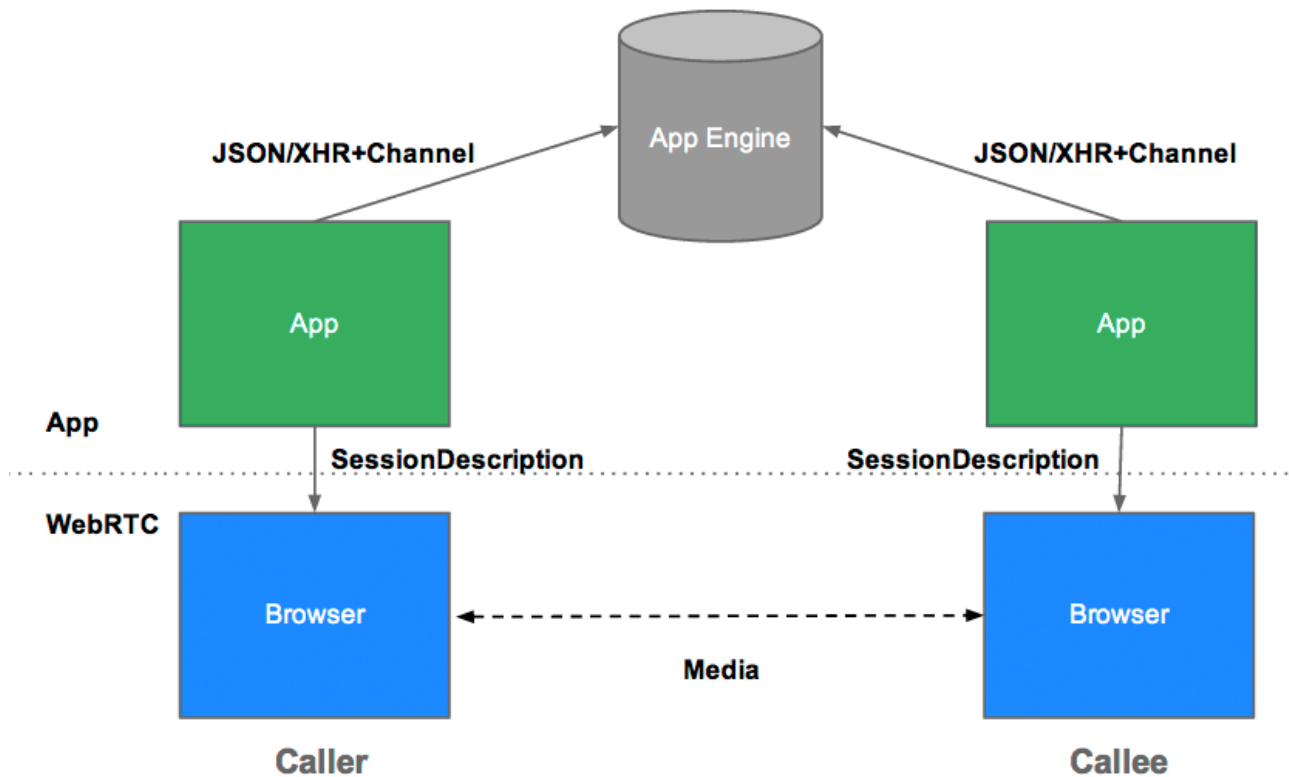 App Engine
JSON/XHR+Channel
JSON/XHR+Channel
App
App
App
SessionDescription
SessionDescription
WebRTC
Browser
Browser
Media
Caller
Callee